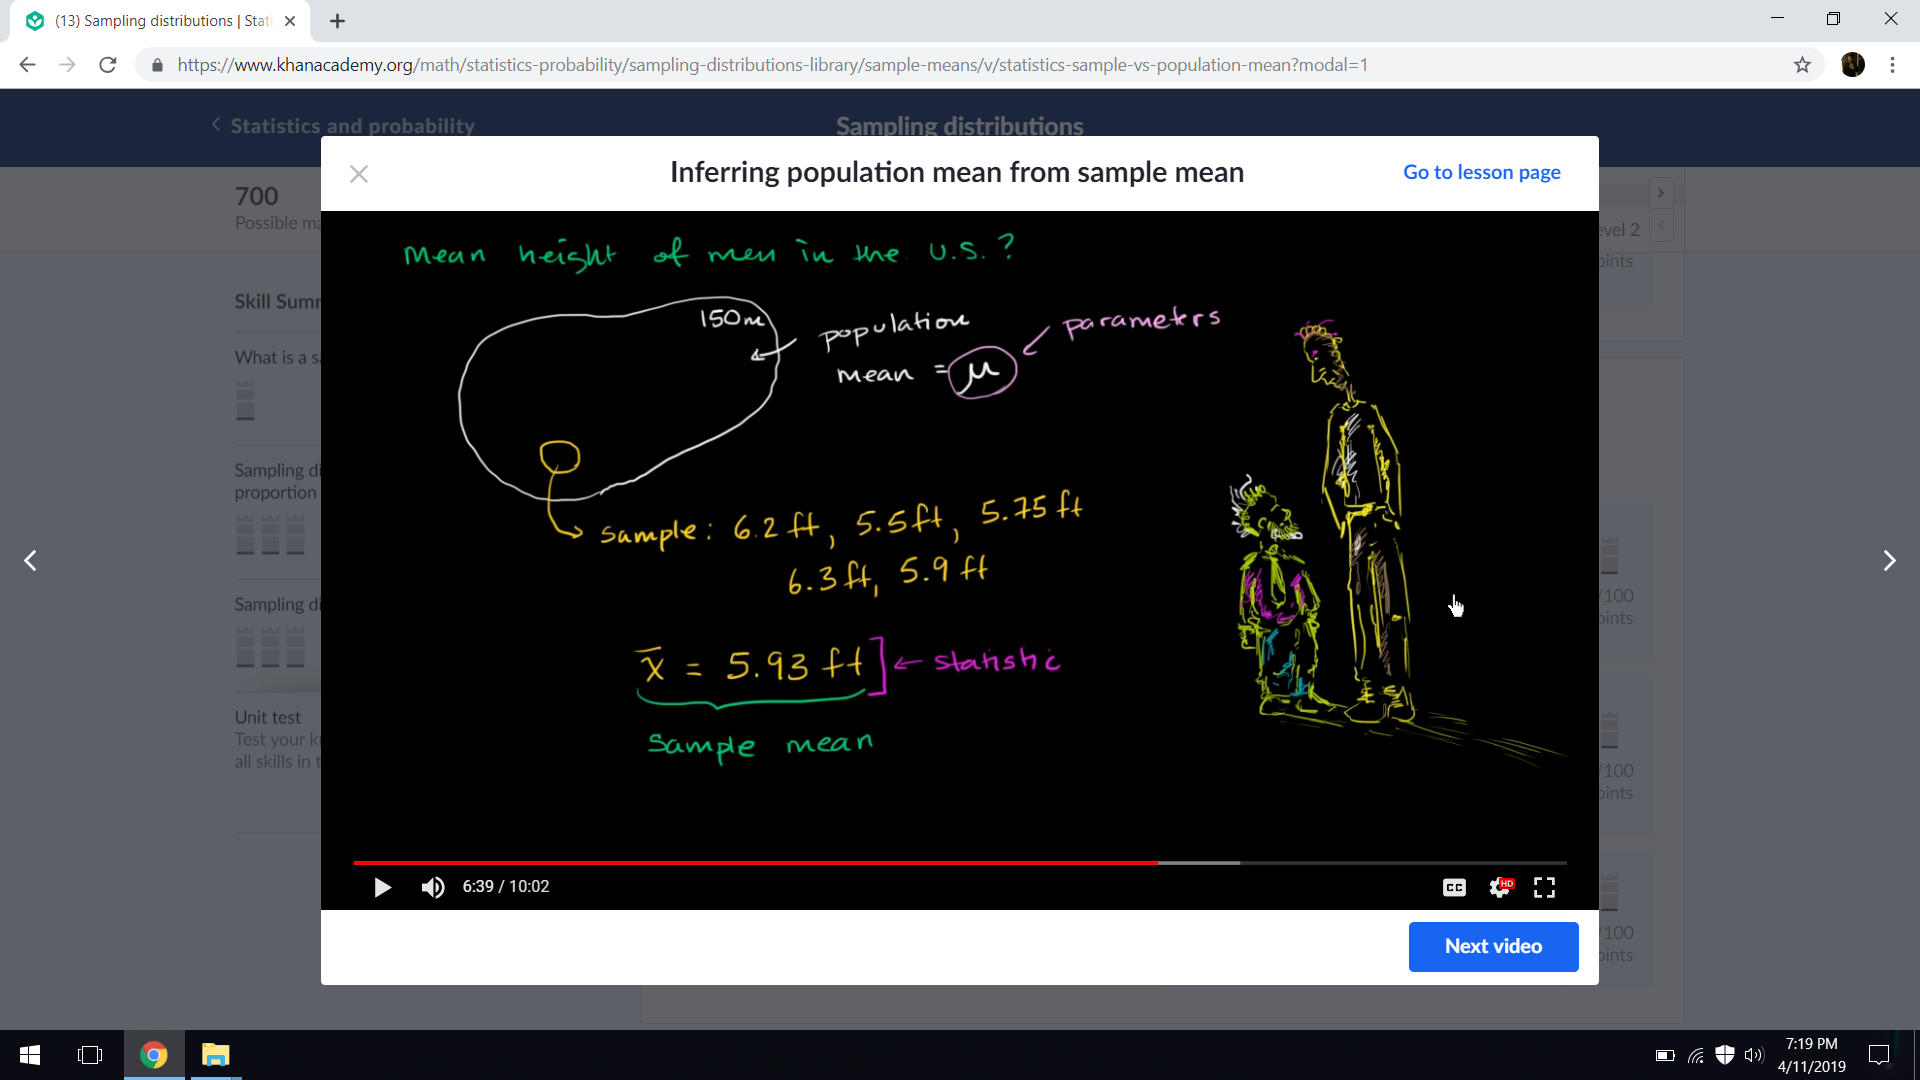 (13) Sampling distributions | Stati
https://www.khanacademy.org/math/statistics-probability/sampling-distributions-library/sample-means/v/statistics-sample-vs-population-mean?modal=1
Statistics and probability
Sampling distributions
Inferring population mean from sample mean
Go to lesson page
700
Possible ma
evel 2
oints
Skill Summ
What is a sa
Sampling di
proportion
Sampling di
Unit test
Test your k
all skills in t
Mean height of men in the U.S.?
150m
population
mean = μ
parameters
sample: 6.2 ft, 5.5 ft, 5.75 ft
6.3 ft, 5.9 ft
x̄ = 5.93 ft
statistic
Sample mean
/100
oints
/100
oints
/100
oints
6:39 / 10:02
CC
HD
Next video
7:19 PM
4/11/2019